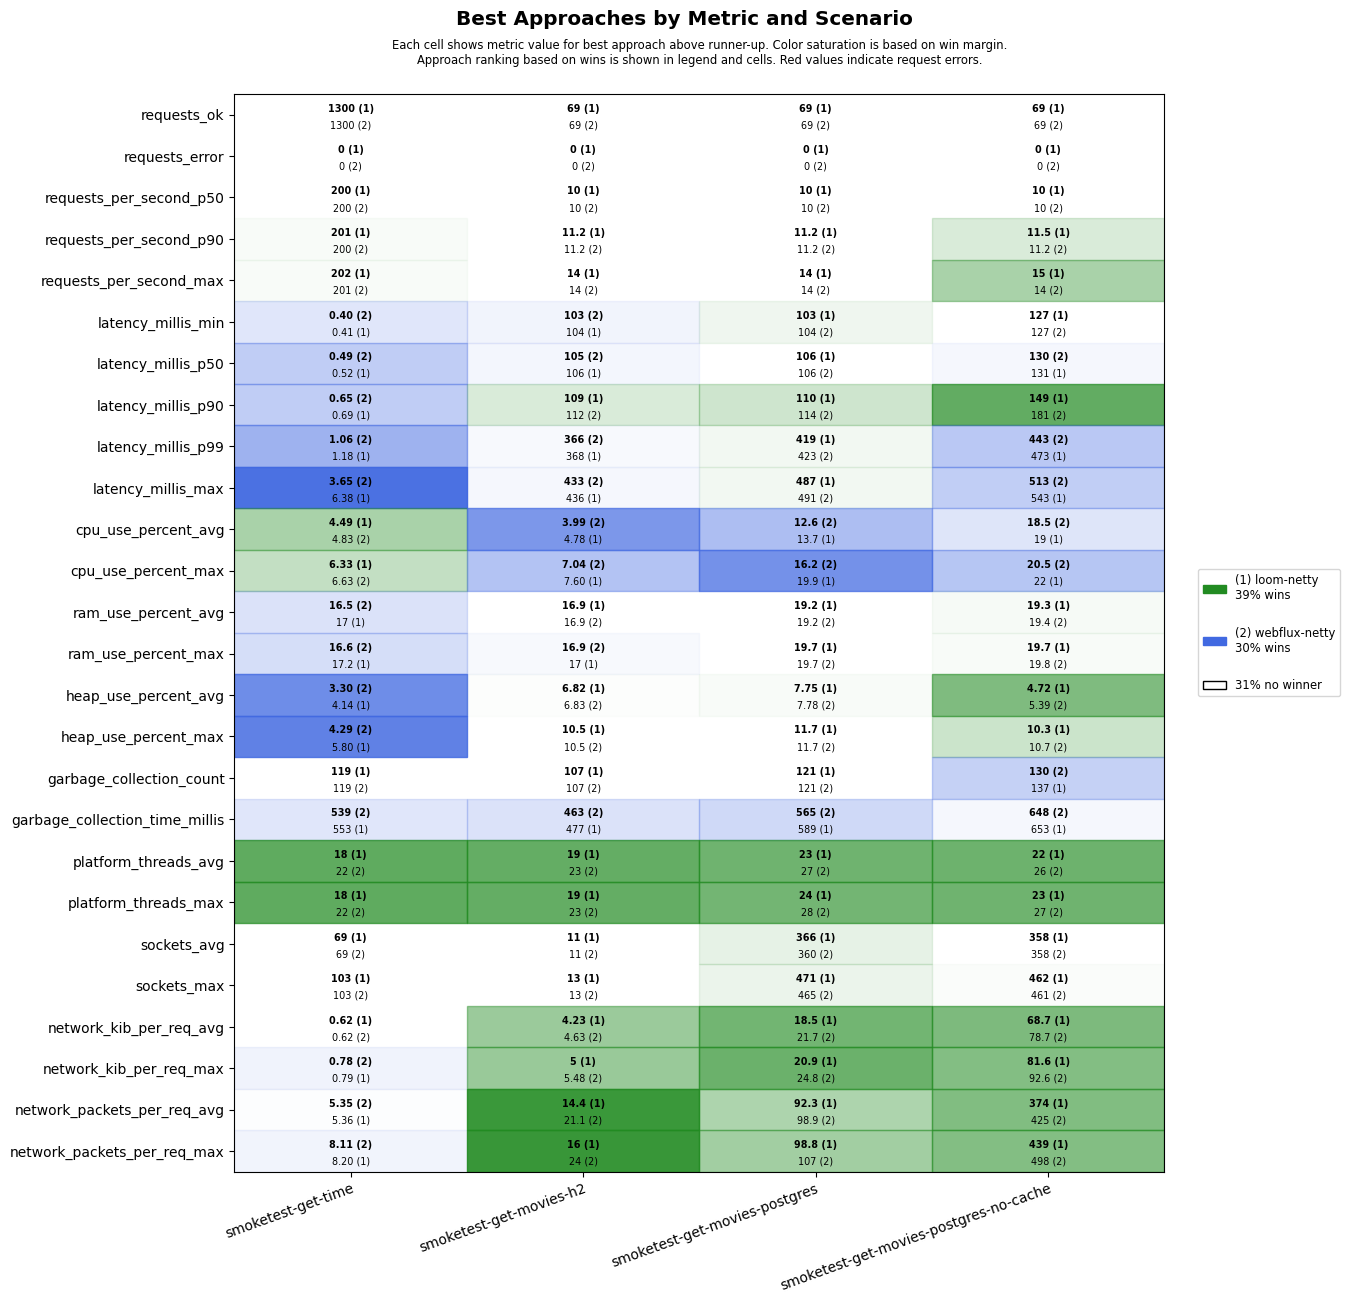 Best Approaches by Metric and Scenario
Each cell shows metric value for best approach above runner-up. Color saturation is based on win margin.
Approach ranking based on wins is shown in legend and cells. Red values indicate request errors.
requests_ok
1300 (1) 69 (1) 69 (1) 69 (1)
1300 (2) 69 (2) 69 (2) 69 (2)
requests_error
0 (1) 0 (1) 0 (1) 0 (1)
0 (2) 0 (2) 0 (2) 0 (2)
requests_per_second_p50
200 (1) 10 (1) 10 (1) 10 (1)
200 (2) 10 (2) 10 (2) 10 (2)
requests_per_second_p90
201 (1) 11.2 (1) 11.2 (1) 11.5 (1)
200 (2) 11.2 (2) 11.2 (2) 11.2 (2)
requests_per_second_max
202 (1) 14 (1) 14 (1) 15 (1)
201 (2) 14 (2) 14 (2) 14 (2)
latency_millis_min
0.40 (2) 103 (2) 103 (1) 127 (1)
0.41 (1) 104 (1) 104 (2) 127 (2)
latency_millis_p50
0.49 (2) 105 (2) 106 (1) 130 (2)
0.52 (1) 106 (1) 106 (2) 131 (1)
latency_millis_p90
0.65 (2) 109 (1) 110 (1) 149 (1)
0.69 (1) 112 (2) 114 (2) 181 (2)
latency_millis_p99
1.06 (2) 366 (2) 419 (1) 443 (2)
1.18 (1) 368 (1) 423 (2) 473 (1)
latency_millis_max
3.65 (2) 433 (2) 487 (1) 513 (2)
6.38 (1) 436 (1) 491 (2) 543 (1)
cpu_use_percent_avg
4.49 (1) 3.99 (2) 12.6 (2) 18.5 (2)
4.83 (2) 4.78 (1) 13.7 (1) 19 (1)
cpu_use_percent_max
6.33 (1) 7.04 (2) 16.2 (2) 20.5 (2)
6.63 (2) 7.60 (1) 19.9 (1) 22 (1)
ram_use_percent_avg
16.5 (2) 16.9 (1) 19.2 (1) 19.3 (1)
17 (1) 16.9 (2) 19.2 (2) 19.4 (2)
ram_use_percent_max
16.6 (2) 16.9 (2) 19.7 (1) 19.7 (1)
17.2 (1) 17 (1) 19.7 (2) 19.8 (2)
heap_use_percent_avg
3.30 (2) 6.82 (1) 7.75 (1) 4.72 (1)
4.14 (1) 6.83 (2) 7.78 (2) 5.39 (2)
heap_use_percent_max
4.29 (2) 10.5 (1) 11.7 (1) 10.3 (1)
5.80 (1) 10.5 (2) 11.7 (2) 10.7 (2)
garbage_collection_count
119 (1) 107 (1) 121 (1) 130 (2)
119 (2) 107 (2) 121 (2) 137 (1)
garbage_collection_time_millis
539 (2) 463 (2) 565 (2) 648 (2)
553 (1) 477 (1) 589 (1) 653 (1)
platform_threads_avg
18 (1) 19 (1) 23 (1) 22 (1)
22 (2) 23 (2) 27 (2) 26 (2)
platform_threads_max
18 (1) 19 (1) 24 (1) 23 (1)
22 (2) 23 (2) 28 (2) 27 (2)
sockets_avg
69 (1) 11 (1) 366 (1) 358 (1)
69 (2) 11 (2) 360 (2) 358 (2)
sockets_max
103 (1) 13 (1) 471 (1) 462 (1)
103 (2) 13 (2) 465 (2) 461 (2)
network_kib_per_req_avg
0.62 (1) 4.23 (1) 18.5 (1) 68.7 (1)
0.62 (2) 4.63 (2) 21.7 (2) 78.7 (2)
network_kib_per_req_max
0.78 (2) 5 (1) 20.9 (1) 81.6 (1)
0.79 (1) 5.48 (2) 24.8 (2) 92.6 (2)
network_packets_per_req_avg
5.35 (2) 14.4 (1) 92.3 (1) 374 (1)
5.36 (1) 21.1 (2) 98.9 (2) 425 (2)
network_packets_per_req_max
8.11 (2) 16 (1) 98.8 (1) 439 (1)
8.20 (1) 24 (2) 107 (2) 498 (2)
smoketest-get-time
smoketest-get-movies-h2
smoketest-get-movies-postgres
smoketest-get-movies-postgres-no-cache
(1) loom-netty
39% wins
(2) webflux-netty
30% wins
31% no winner